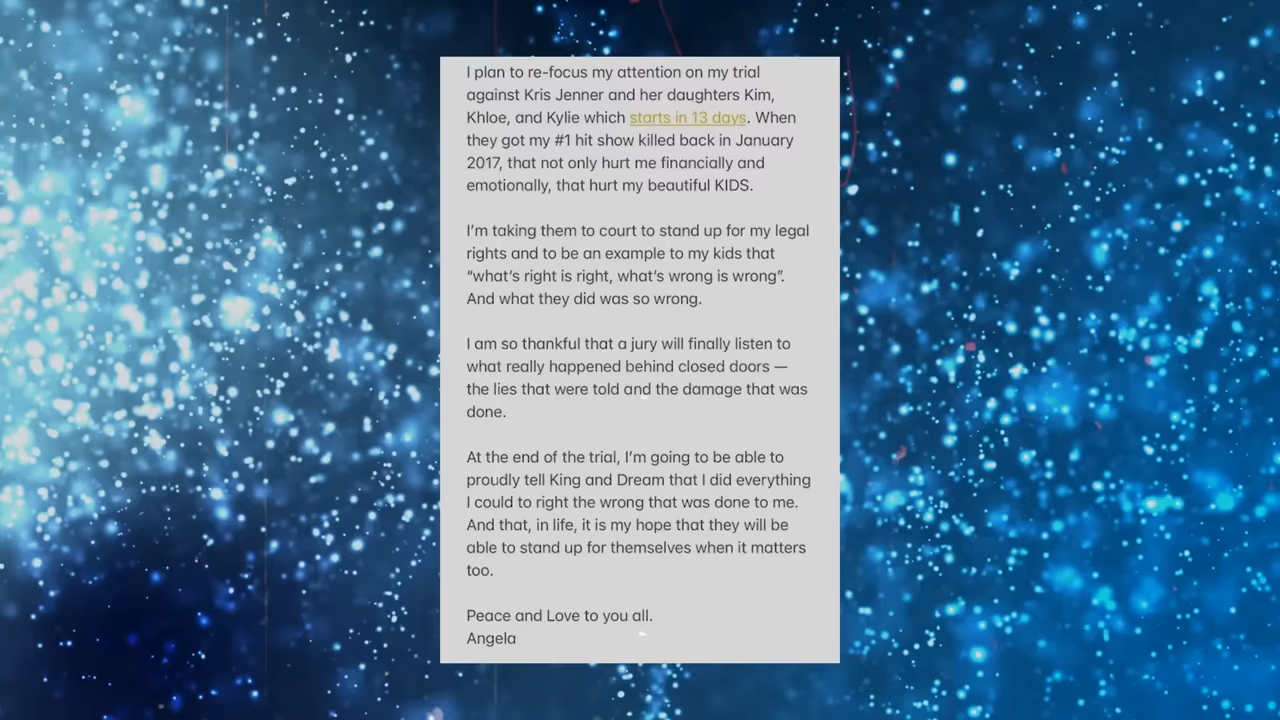 I plan to re-focus my attention on my trial
against Kris Jenner and her daughters Kim,
Khloe, and Kylie which starts in 13 days. When
they got my #1 hit show killed back in January
2017, that not only hurt me financially and
emotionally, that hurt my beautiful KIDS.
I'm taking them to court to stand up for my legal
rights and to be an example to my kids that
“what's right is right, what's wrong is wrong”.
And what they did was so wrong.
I am so thankful that a jury will finally listen to
what really happened behind closed doors —
the lies that were told and the damage that was
done.
At the end of the trial, I'm going to be able to
proudly tell King and Dream that I did everything
I could to right the wrong that was done to me.
And that, in life, it is my hope that they will be
able to stand up for themselves when it matters
too.
Peace and Love to you all.
Angela